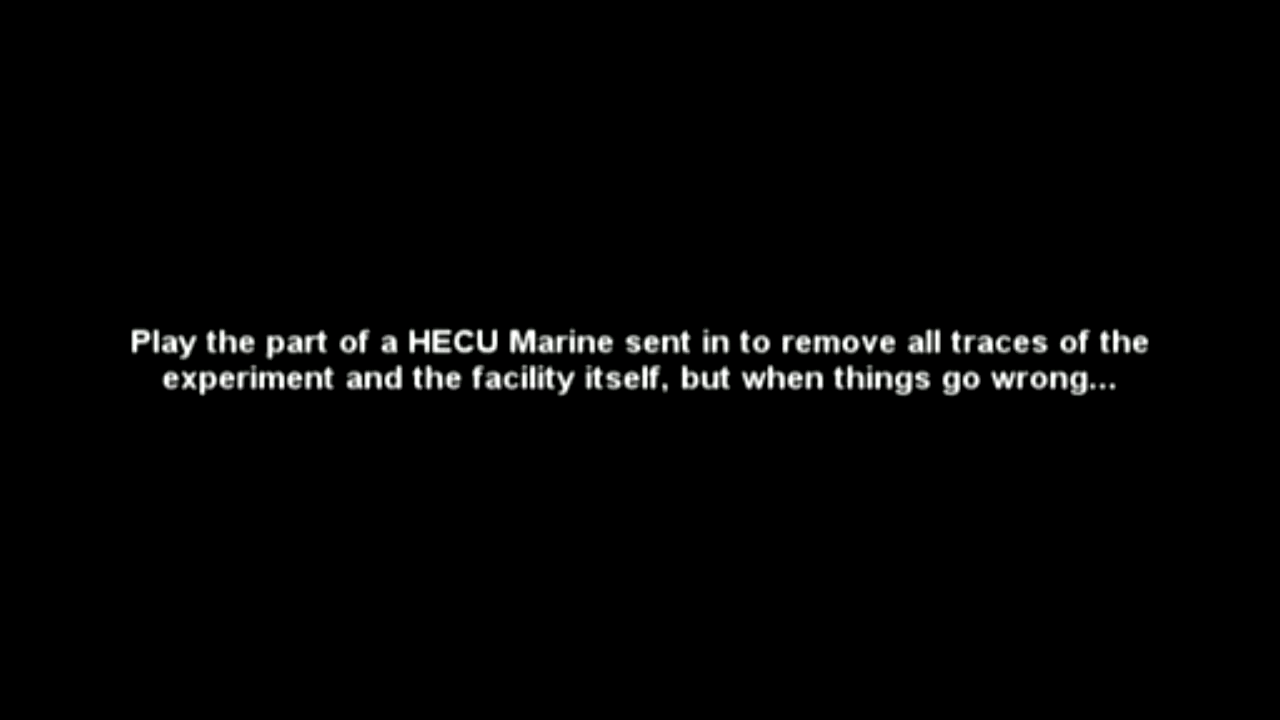 Play the part of a HECU Marine sent in to remove all traces of the
experiment and the facility itself, but when things go wrong...